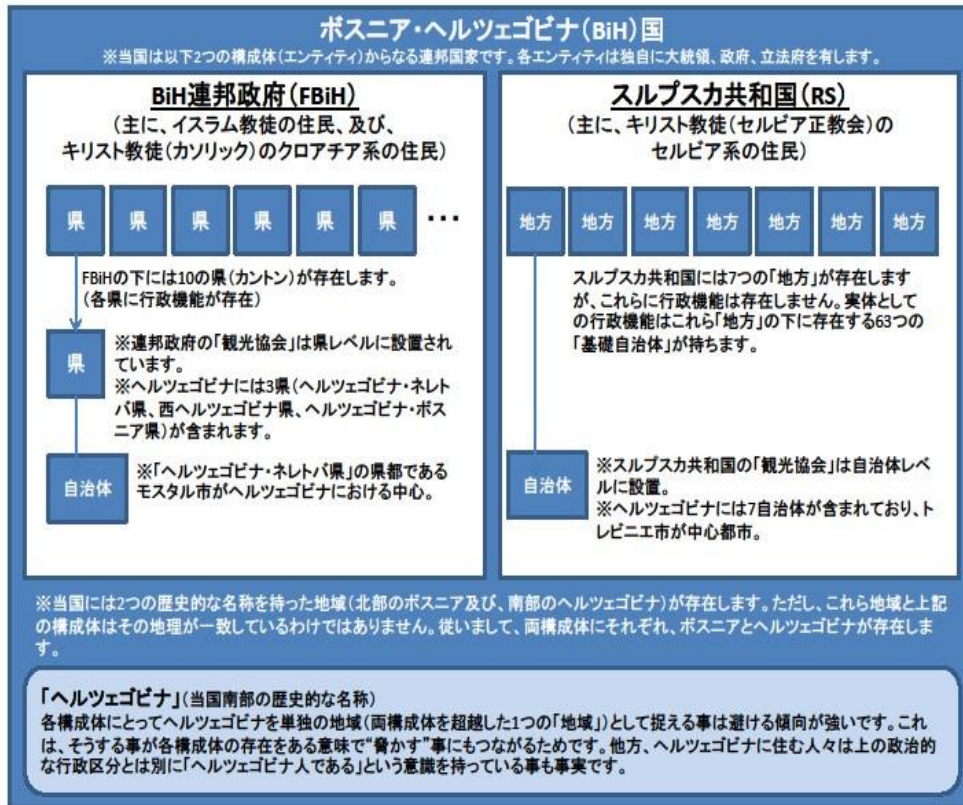 ボスニア・ヘルツェゴビナ(BiH)国
※当国は以下2つの構成体(エンティティ)からなる連邦国家です。各エンティティは独自に大統領、政府、立法府を有します。
BiH連邦政府(FBiH)
(主に、イスラム教徒の住民、及び、
キリスト教徒(カソリック)のクロアチア系の住民)
県 県 県 県 県 県 ・・・
FBiHの下には10の県(カントン)が存在します。
(各県に行政機能が存在)
県
※連邦政府の「観光協会」は県レベルに設置され
ています。
※ヘルツェゴビナには3県(ヘルツェゴビナ・ネレト
バ県、西ヘルツェゴビナ県、ヘルツェゴビナ・ボス
ニア県)が含まれます。
自治体
※「ヘルツェゴビナ・ネレトバ県」の県都である
モスタル市がヘルツェゴビナにおける中心。
スルプスカ共和国(RS)
(主に、キリスト教徒(セルビア正教会)の
セルビア系の住民)
地方 地方 地方 地方 地方 地方 地方
スルプスカ共和国には7つの「地方」が存在します
が、これらに行政機能は存在しません。実体として
の行政機能はこれら「地方」の下に存在する63つの
「基礎自治体」が持ちます。
自治体
※スルプスカ共和国の「観光協会」は自治体レベ
ルに設置。
※ヘルツェゴビナには7自治体が含まれており、ト
レビニエ市が中心都市。
※当国には2つの歴史的な名称を持った地域(北部のボスニア及び、南部のヘルツェゴビナ)が存在します。ただし、これら地域と上記
の構成体はその地理が一致しているわけではありません。従いまして、両構成体にそれぞれ、ボスニアとヘルツェゴビナが存在しま
す。
「ヘルツェゴビナ」(当国南部の歴史的な名称)
各構成体にとってヘルツェゴビナを単独の地域(両構成体を超越した1つの「地域」)として捉える事は避ける傾向が強いです。これ
は、そうする事が各構成体の存在をある意味で“脅かす”事にもつながるためです。他方、ヘルツェゴビナに住む人々は上の政治的
な行政区分とは別に「ヘルツェゴビナ人である」という意識を持っている事も事実です。